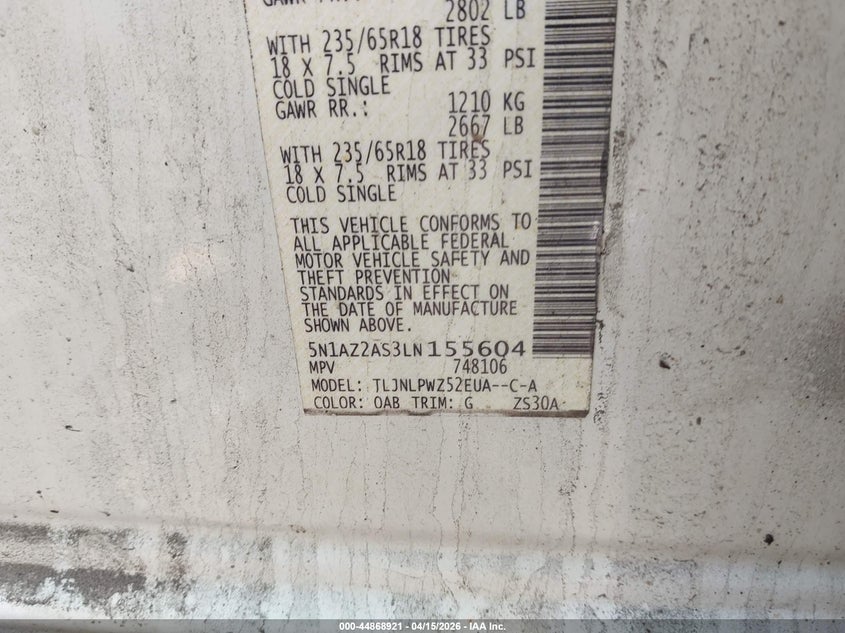 2802 LB
WITH 235/65R18 TIRES
18 X 7.5 RIMS AT 33 PSI
COLD SINGLE
GAWR RR.: 1210 KG
2667 LB
WITH 235/65R18 TIRES
18 X 7.5 RIMS AT 33 PSI
COLD SINGLE
THIS VEHICLE CONFORMS TO
ALL APPLICABLE FEDERAL
MOTOR VEHICLE SAFETY AND
THEFT PREVENTION
STANDARDS IN EFFECT ON
THE DATE OF MANUFACTURE
SHOWN ABOVE.
5N1AZ2AS3LN155604
MPV 748106
MODEL: TLJNLPWZ52EUA--C-A
COLOR: QAB TRIM: G ZS30A
000-44868921 - 04/15/2026 - IAA Inc.